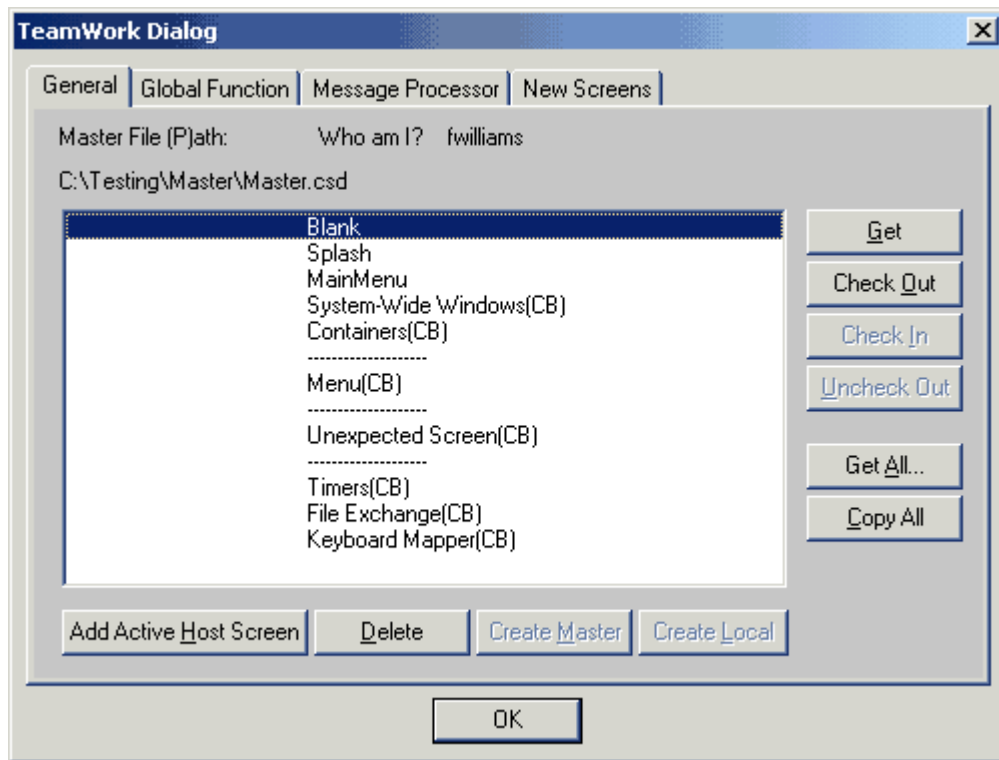 TeamWork Dialog
General Global Function Message Processor New Screens
Master File (P)ath: Who am I? fwilliams
C:\Testing\Master\Master.csd
Blank
Splash
MainMenu
System-Wide Windows(CB)
Containers(CB)
--------------------
Menu(CB)
--------------------
Unexpected Screen(CB)
--------------------
Timers(CB)
File Exchange(CB)
Keyboard Mapper(CB)
Get
Check Out
Check In
Uncheck Out
Get All...
Copy All
Add Active Host Screen Delete Create Master Create Local
OK